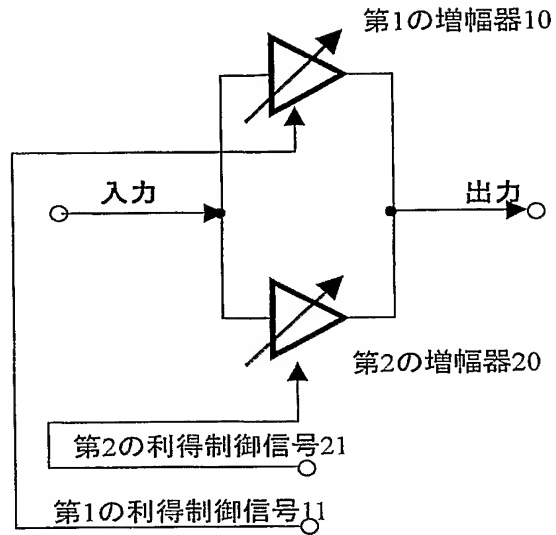 第1の増幅器10
入力
出力
第2の増幅器20
第2の利得制御信号21
第1の利得制御信号11